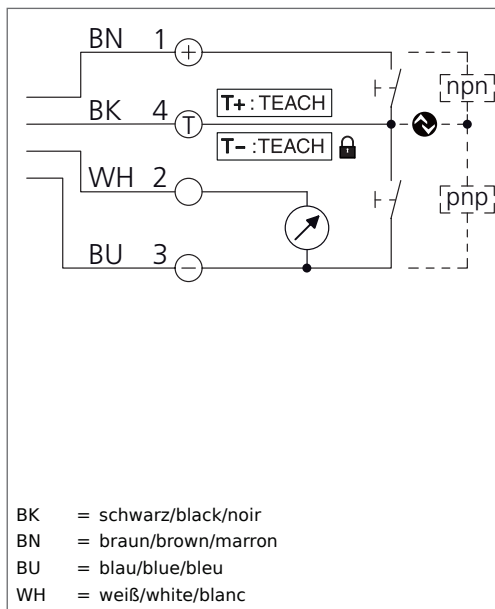 BN 1 +
npn
BK 4 T T+ : TEACH
T– : TEACH
WH 2
pnp
BU 3 –
BK = schwarz/black/noir
BN = braun/brown/marron
BU = blau/blue/bleu
WH = weiß/white/blanc